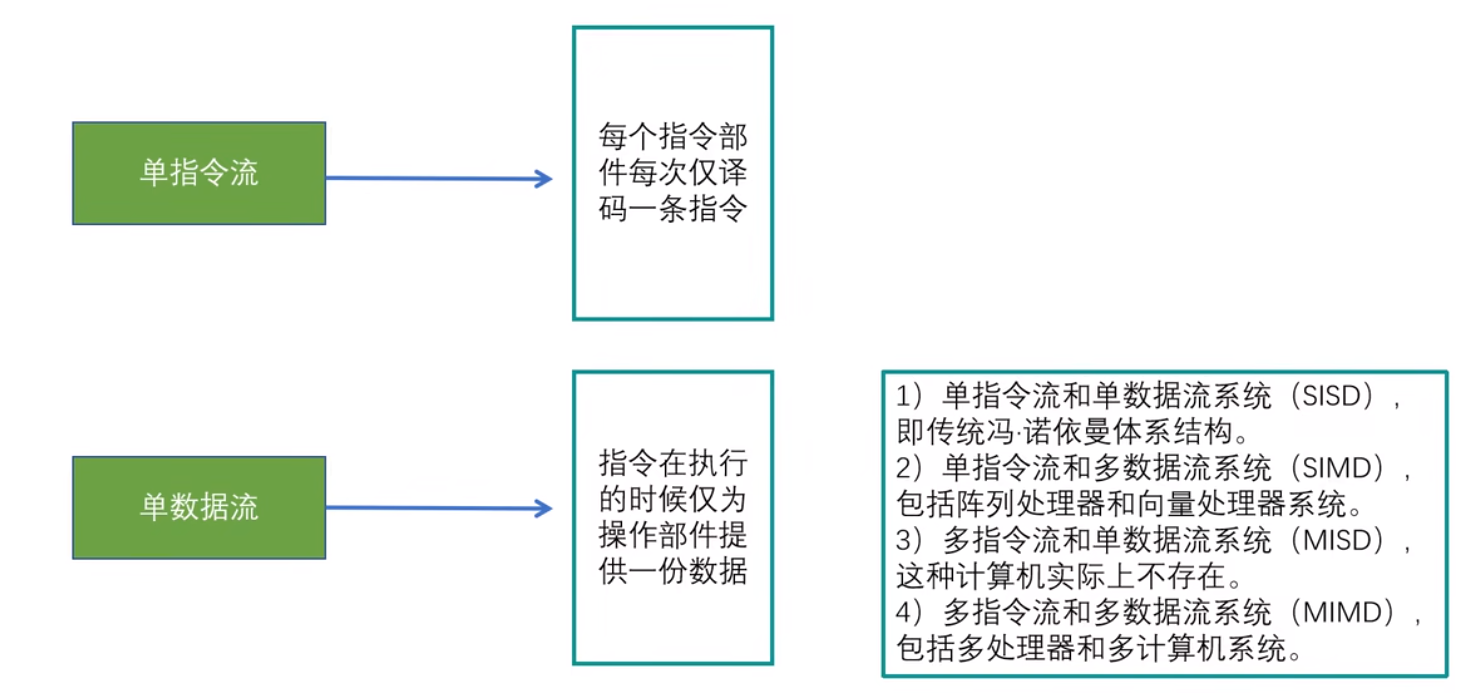 单指令流
每个指令部
件每次仅译
码一条指令
单数据流
指令在执行
的时候仅为
操作部件提
供一份数据
1）单指令流和单数据流系统（SISD），
即传统冯·诺依曼体系结构。
2）单指令流和多数据流系统（SIMD），
包括阵列处理器和向量处理器系统。
3）多指令流和单数据流系统（MISD），
这种计算机实际上不存在。
4）多指令流和多数据流系统（MIMD），
包括多处理器和多计算机系统。